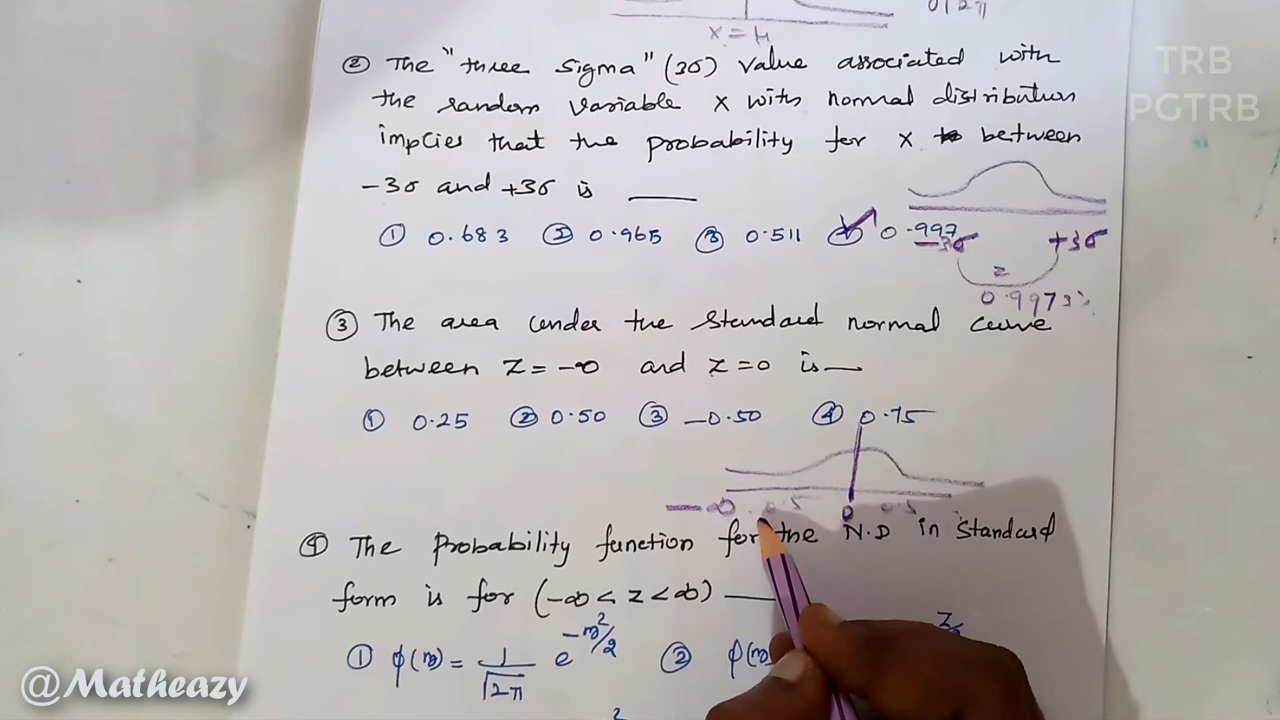 x = μ
σ√2π
TRB
PGTRB
② The "three Sigma" (3σ) value associated with
the random variable x with normal distribution
implies that the probability for x between
-3σ and +3σ is ____
① 0.683 ② 0.965 ③ 0.511 ④ 0.997
-3σ +3σ
=
0.9973%
③ The area under the standard normal curve
between Z = -∞ and Z = 0 is __
① 0.25 ② 0.50 ③ -0.50 ④ 0.75
-∞ 0.5 0 0.5
④ The Probability function for the N.D in Standard
form is for (-∞ < z < ∞) ____
① φ(z) = 1/√2π e^-z²/2 ② φ(z)
@Matheazy